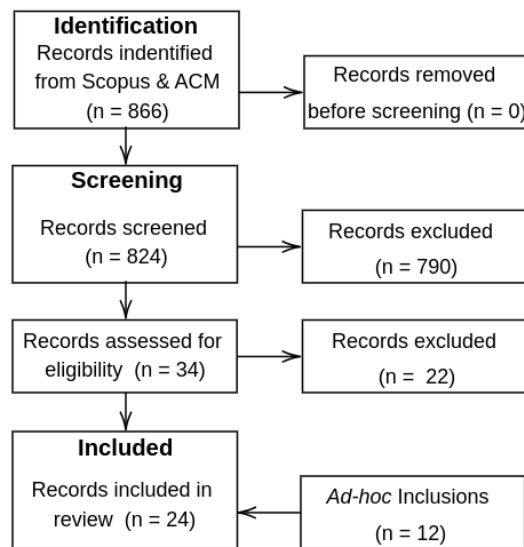 Identification
Records indentified
from Scopus & ACM
(n = 866)
Records removed
before screening (n = 0)
Screening
Records screened
(n = 824)
Records excluded
(n = 790)
Records assessed for
eligibility (n = 34)
Records excluded
(n = 22)
Included
Records included in
review (n = 24)
Ad-hoc Inclusions
(n = 12)